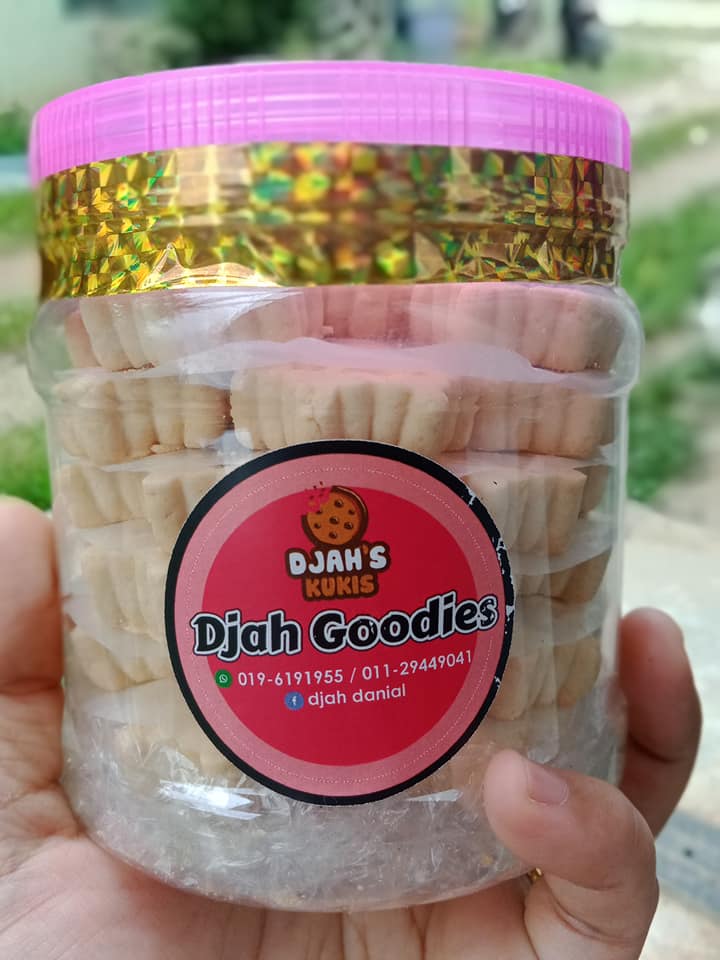 DJAH'S
KUKIS
Djah Goodies
019-6191955 / 011-29449041
djah danial